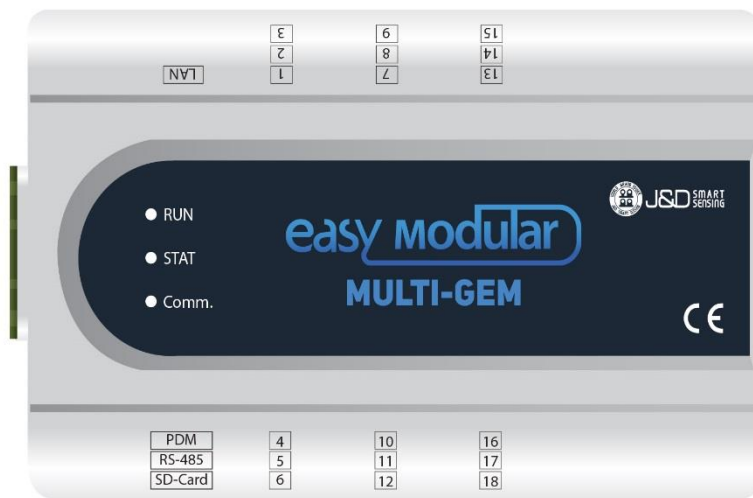 3 9 15
2 8 14
LAN 1 7 13
J&D SMART SENSING
RUN
STAT
Comm.
easy modular
MULTI-GEM
CE
PDM 4 10 16
RS-485 5 11 17
SD-Card 6 12 18